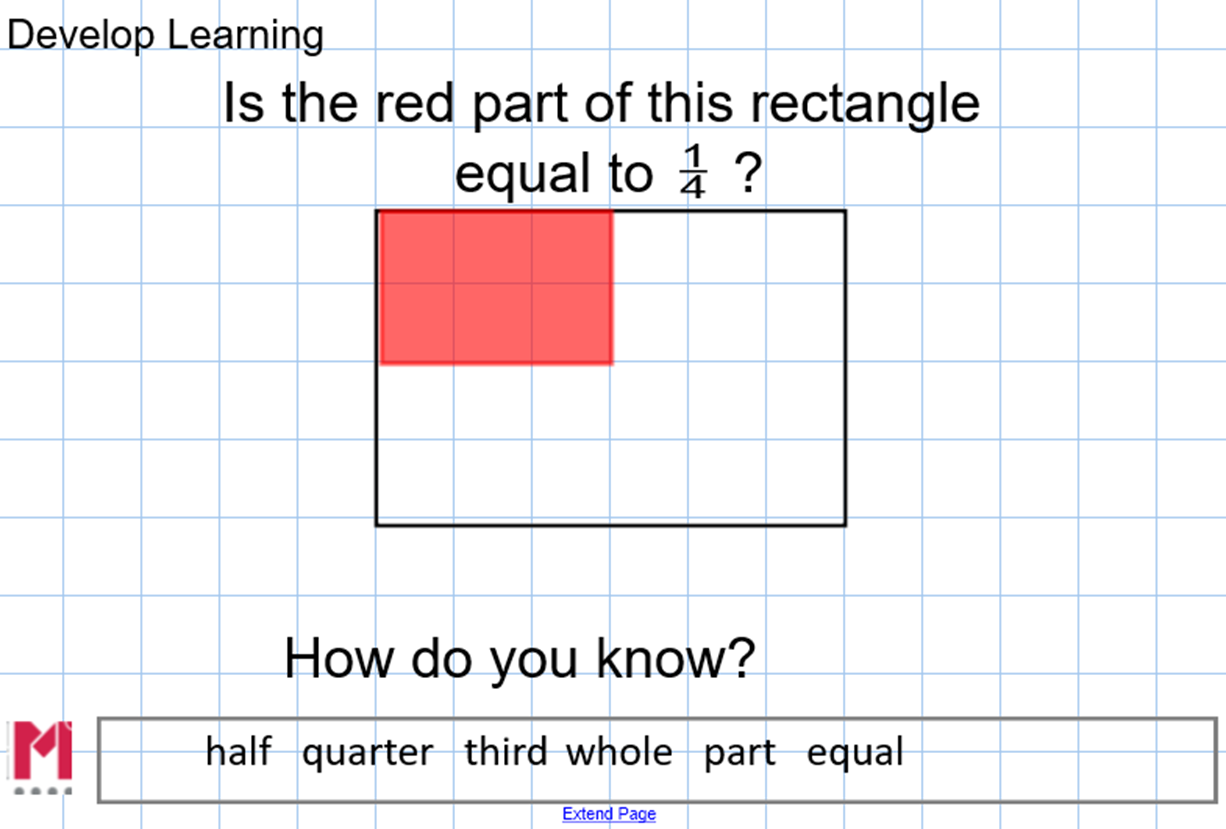 Develop Learning
Is the red part of this rectangle
equal to 1/4 ?
How do you know?
half quarter third whole part equal
Extend Page